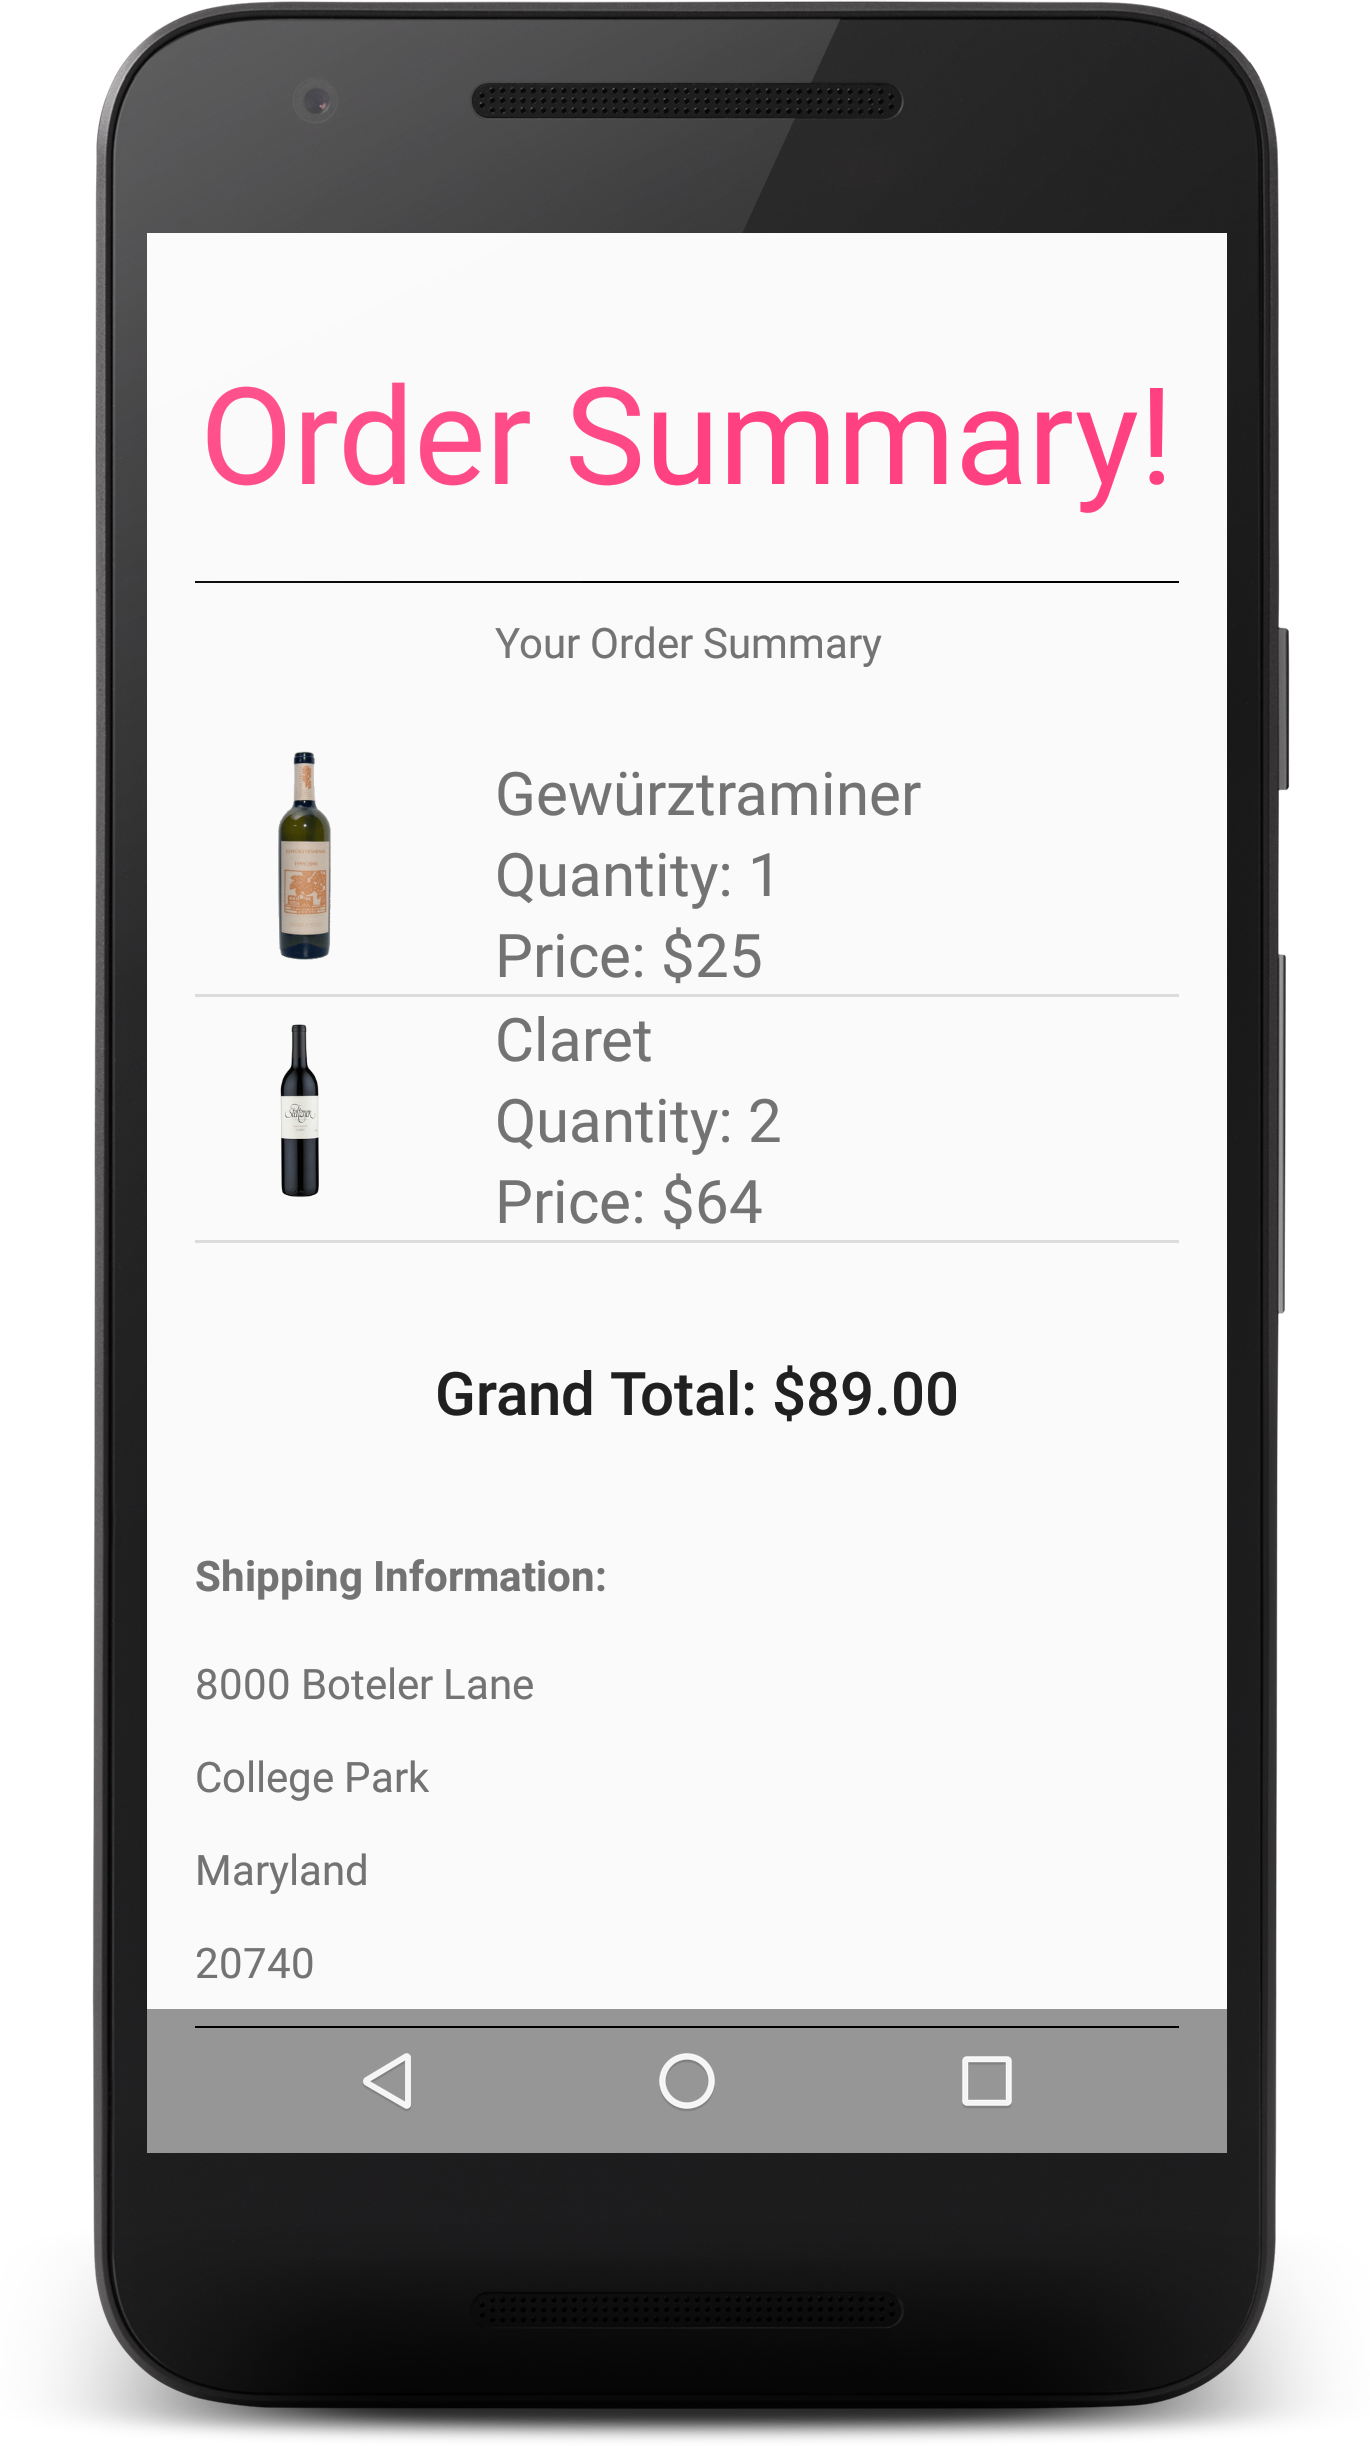 Order Summary!
Your Order Summary
Gewürztraminer
Quantity: 1
Price: $25
Claret
Quantity: 2
Price: $64
Grand Total: $89.00
Shipping Information:
8000 Boteler Lane
College Park
Maryland
20740